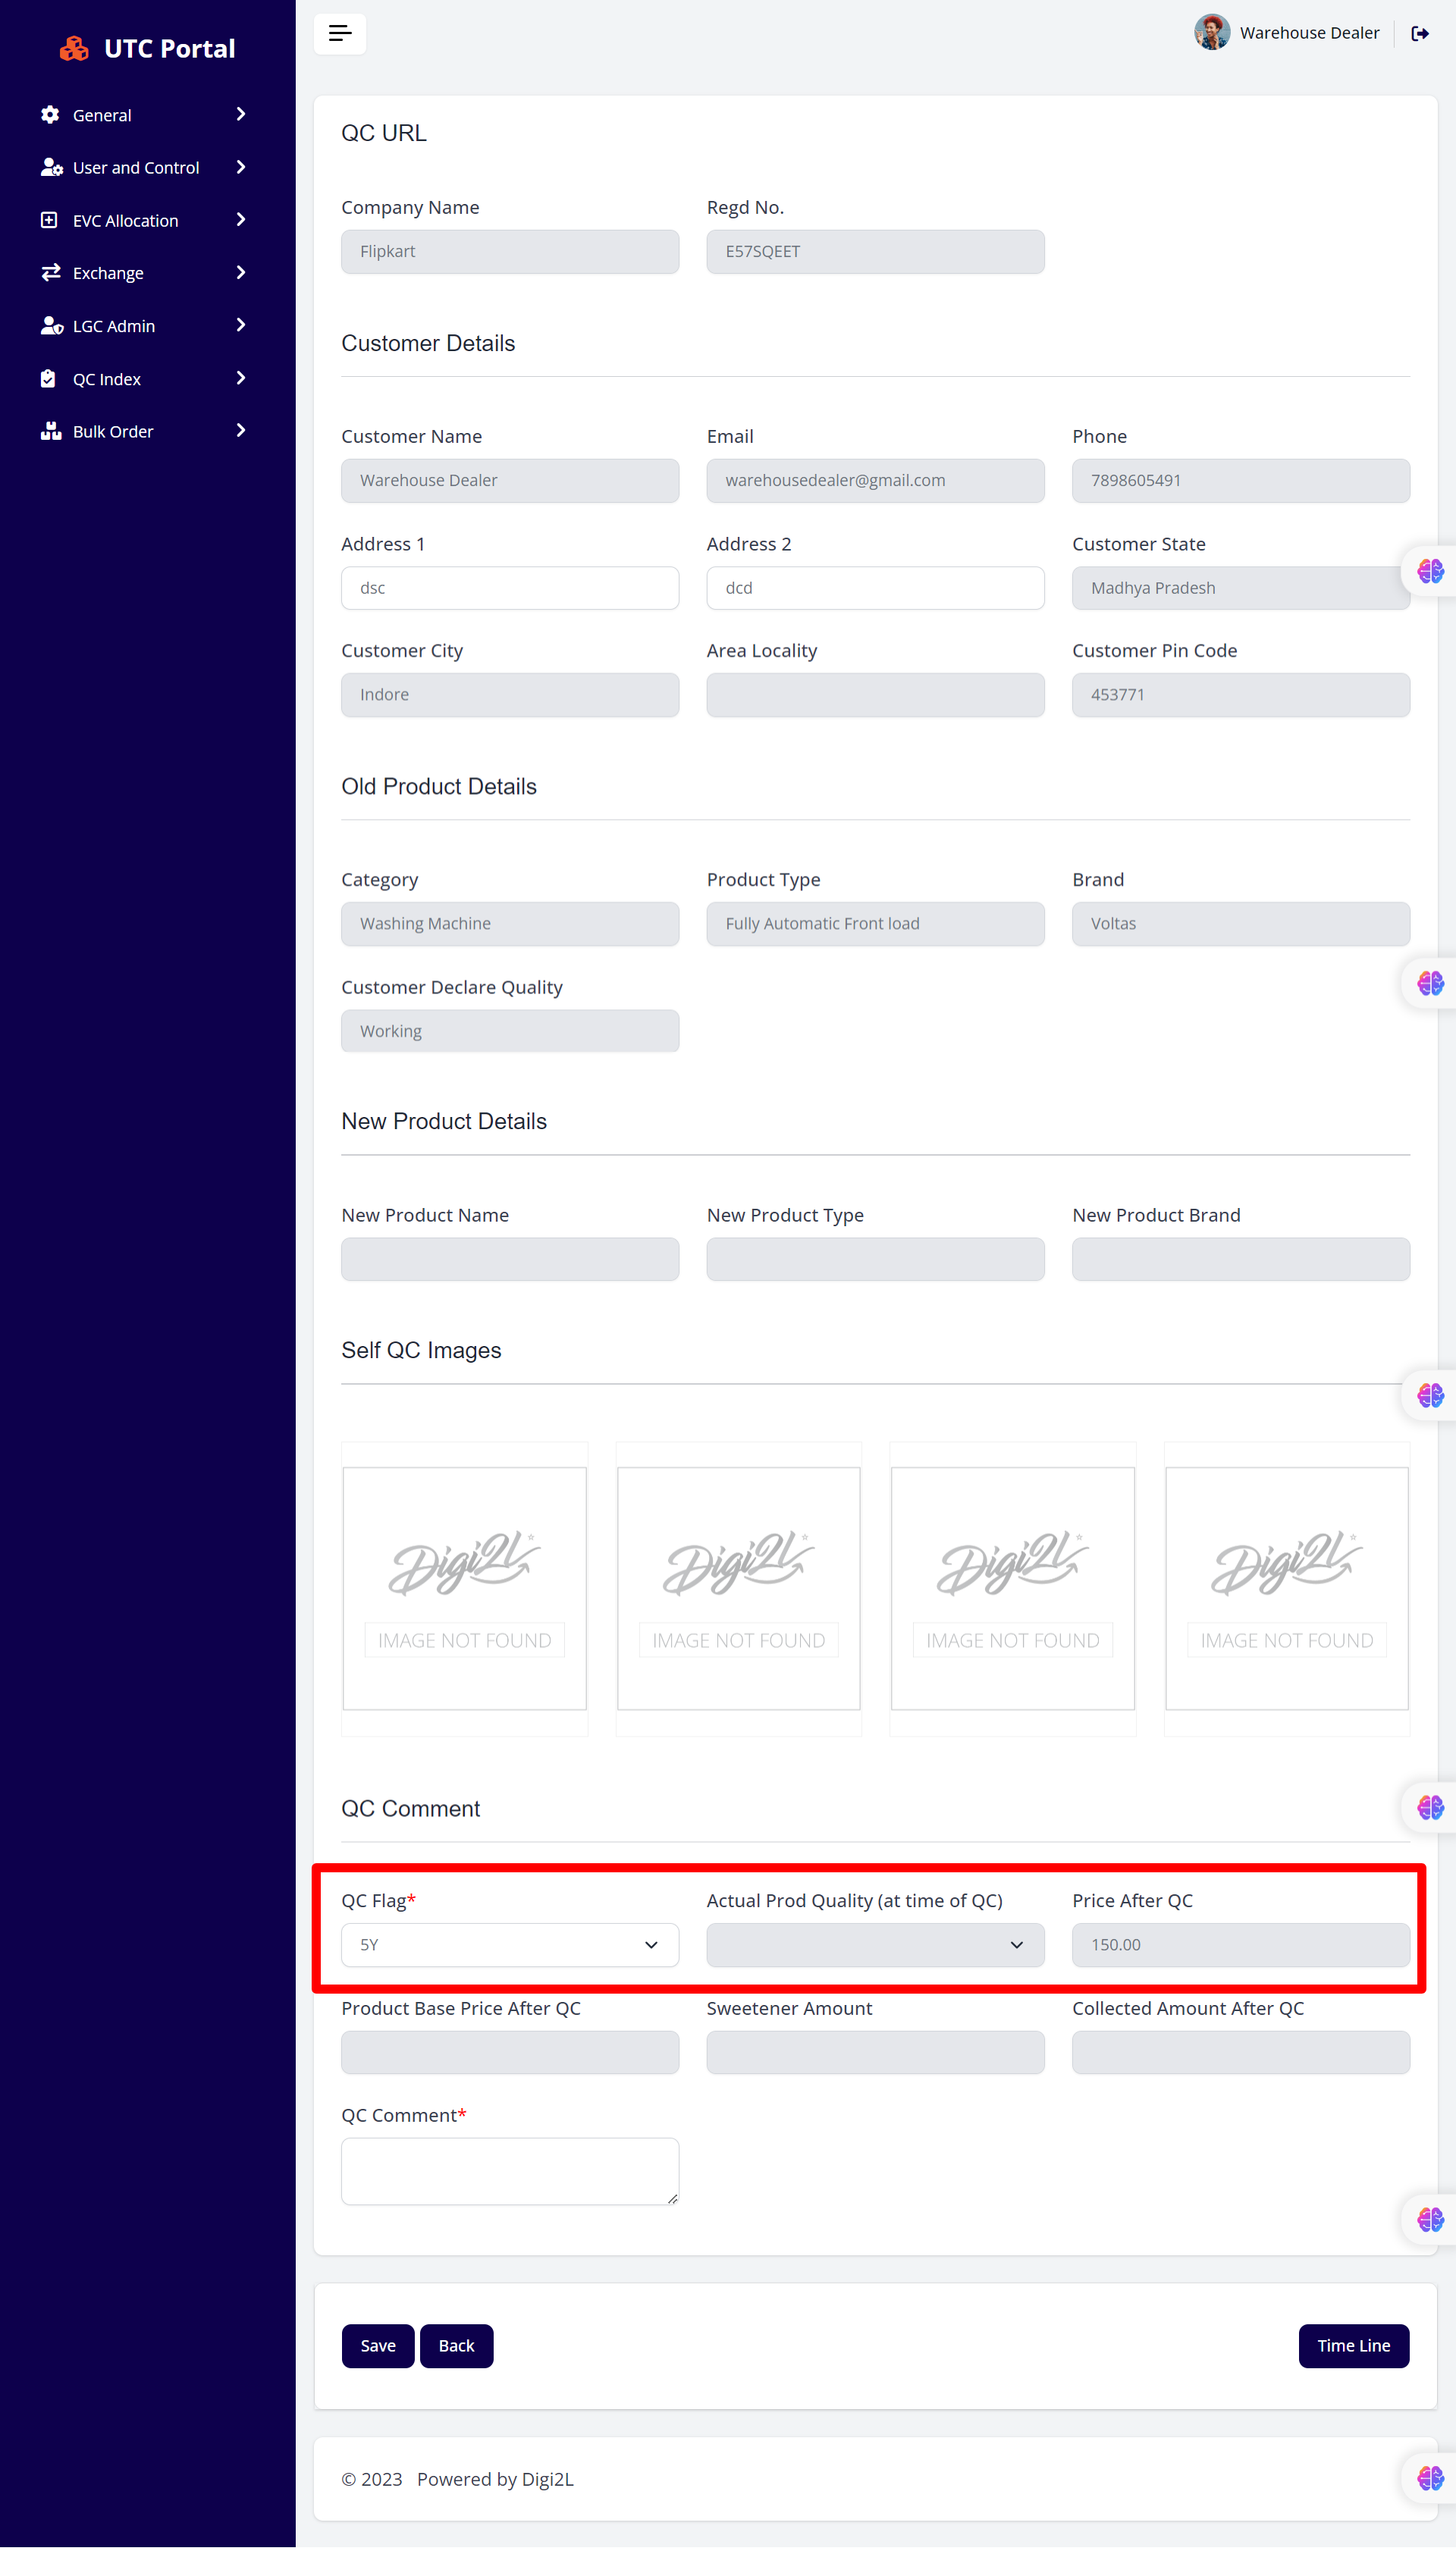 UTC Portal
Warehouse Dealer
General
User and Control
EVC Allocation
Exchange
LGC Admin
QC Index
Bulk Order
QC URL
Company Name Regd No.
Flipkart E57SQEET
Customer Details
Customer Name Email Phone
Warehouse Dealer warehousedealer@gmail.com 7898605491
Address 1 Address 2 Customer State
dsc dcd Madhya Pradesh
Customer City Area Locality Customer Pin Code
Indore 453771
Old Product Details
Category Product Type Brand
Washing Machine Fully Automatic Front load Voltas
Customer Declare Quality
Working
New Product Details
New Product Name New Product Type New Product Brand
Self QC Images
Digi2L Digi2L Digi2L Digi2L
IMAGE NOT FOUND IMAGE NOT FOUND IMAGE NOT FOUND IMAGE NOT FOUND
QC Comment
QC Flag* Actual Prod Quality (at time of QC) Price After QC
5Y 150.00
Product Base Price After QC Sweetener Amount Collected Amount After QC
QC Comment*
Save Back Time Line
© 2023 Powered by Digi2L